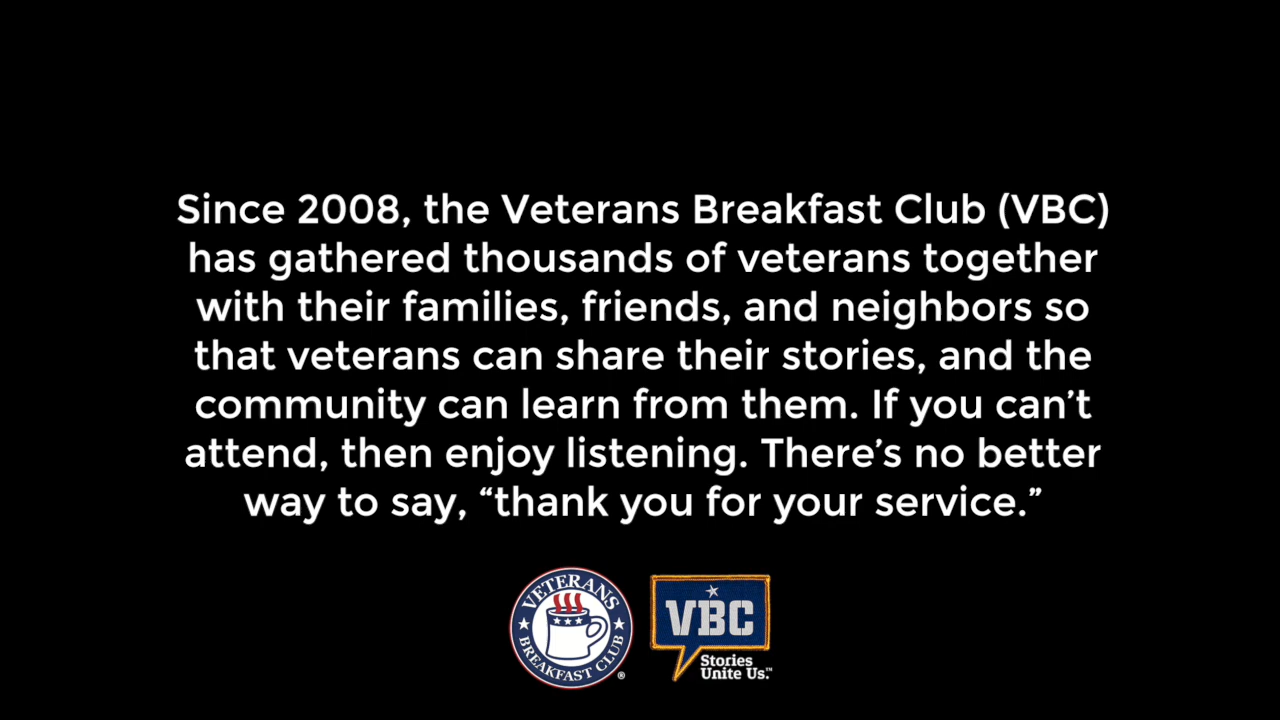 Since 2008, the Veterans Breakfast Club (VBC)
has gathered thousands of veterans together
with their families, friends, and neighbors so
that veterans can share their stories, and the
community can learn from them. If you can’t
attend, then enjoy listening. There’s no better
way to say, “thank you for your service.”
VETERANS
BREAKFAST CLUB
®
VBC
Stories
Unite Us.™